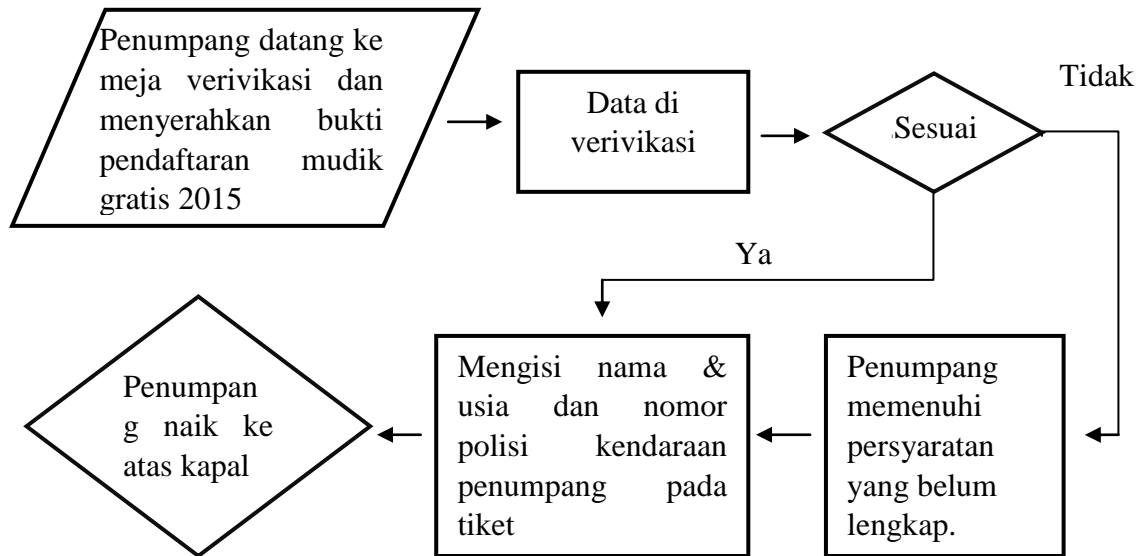 Penumpang datang ke
meja verivikasi dan
menyerahkan bukti
pendaftaran mudik
gratis 2015
Data di
verivikasi
Sesuai
Tidak
Ya
Penumpan
g naik ke
atas kapal
Mengisi nama &
usia dan nomor
polisi kendaraan
penumpang pada
tiket
Penumpang
memenuhi
persyaratan
yang belum
lengkap.